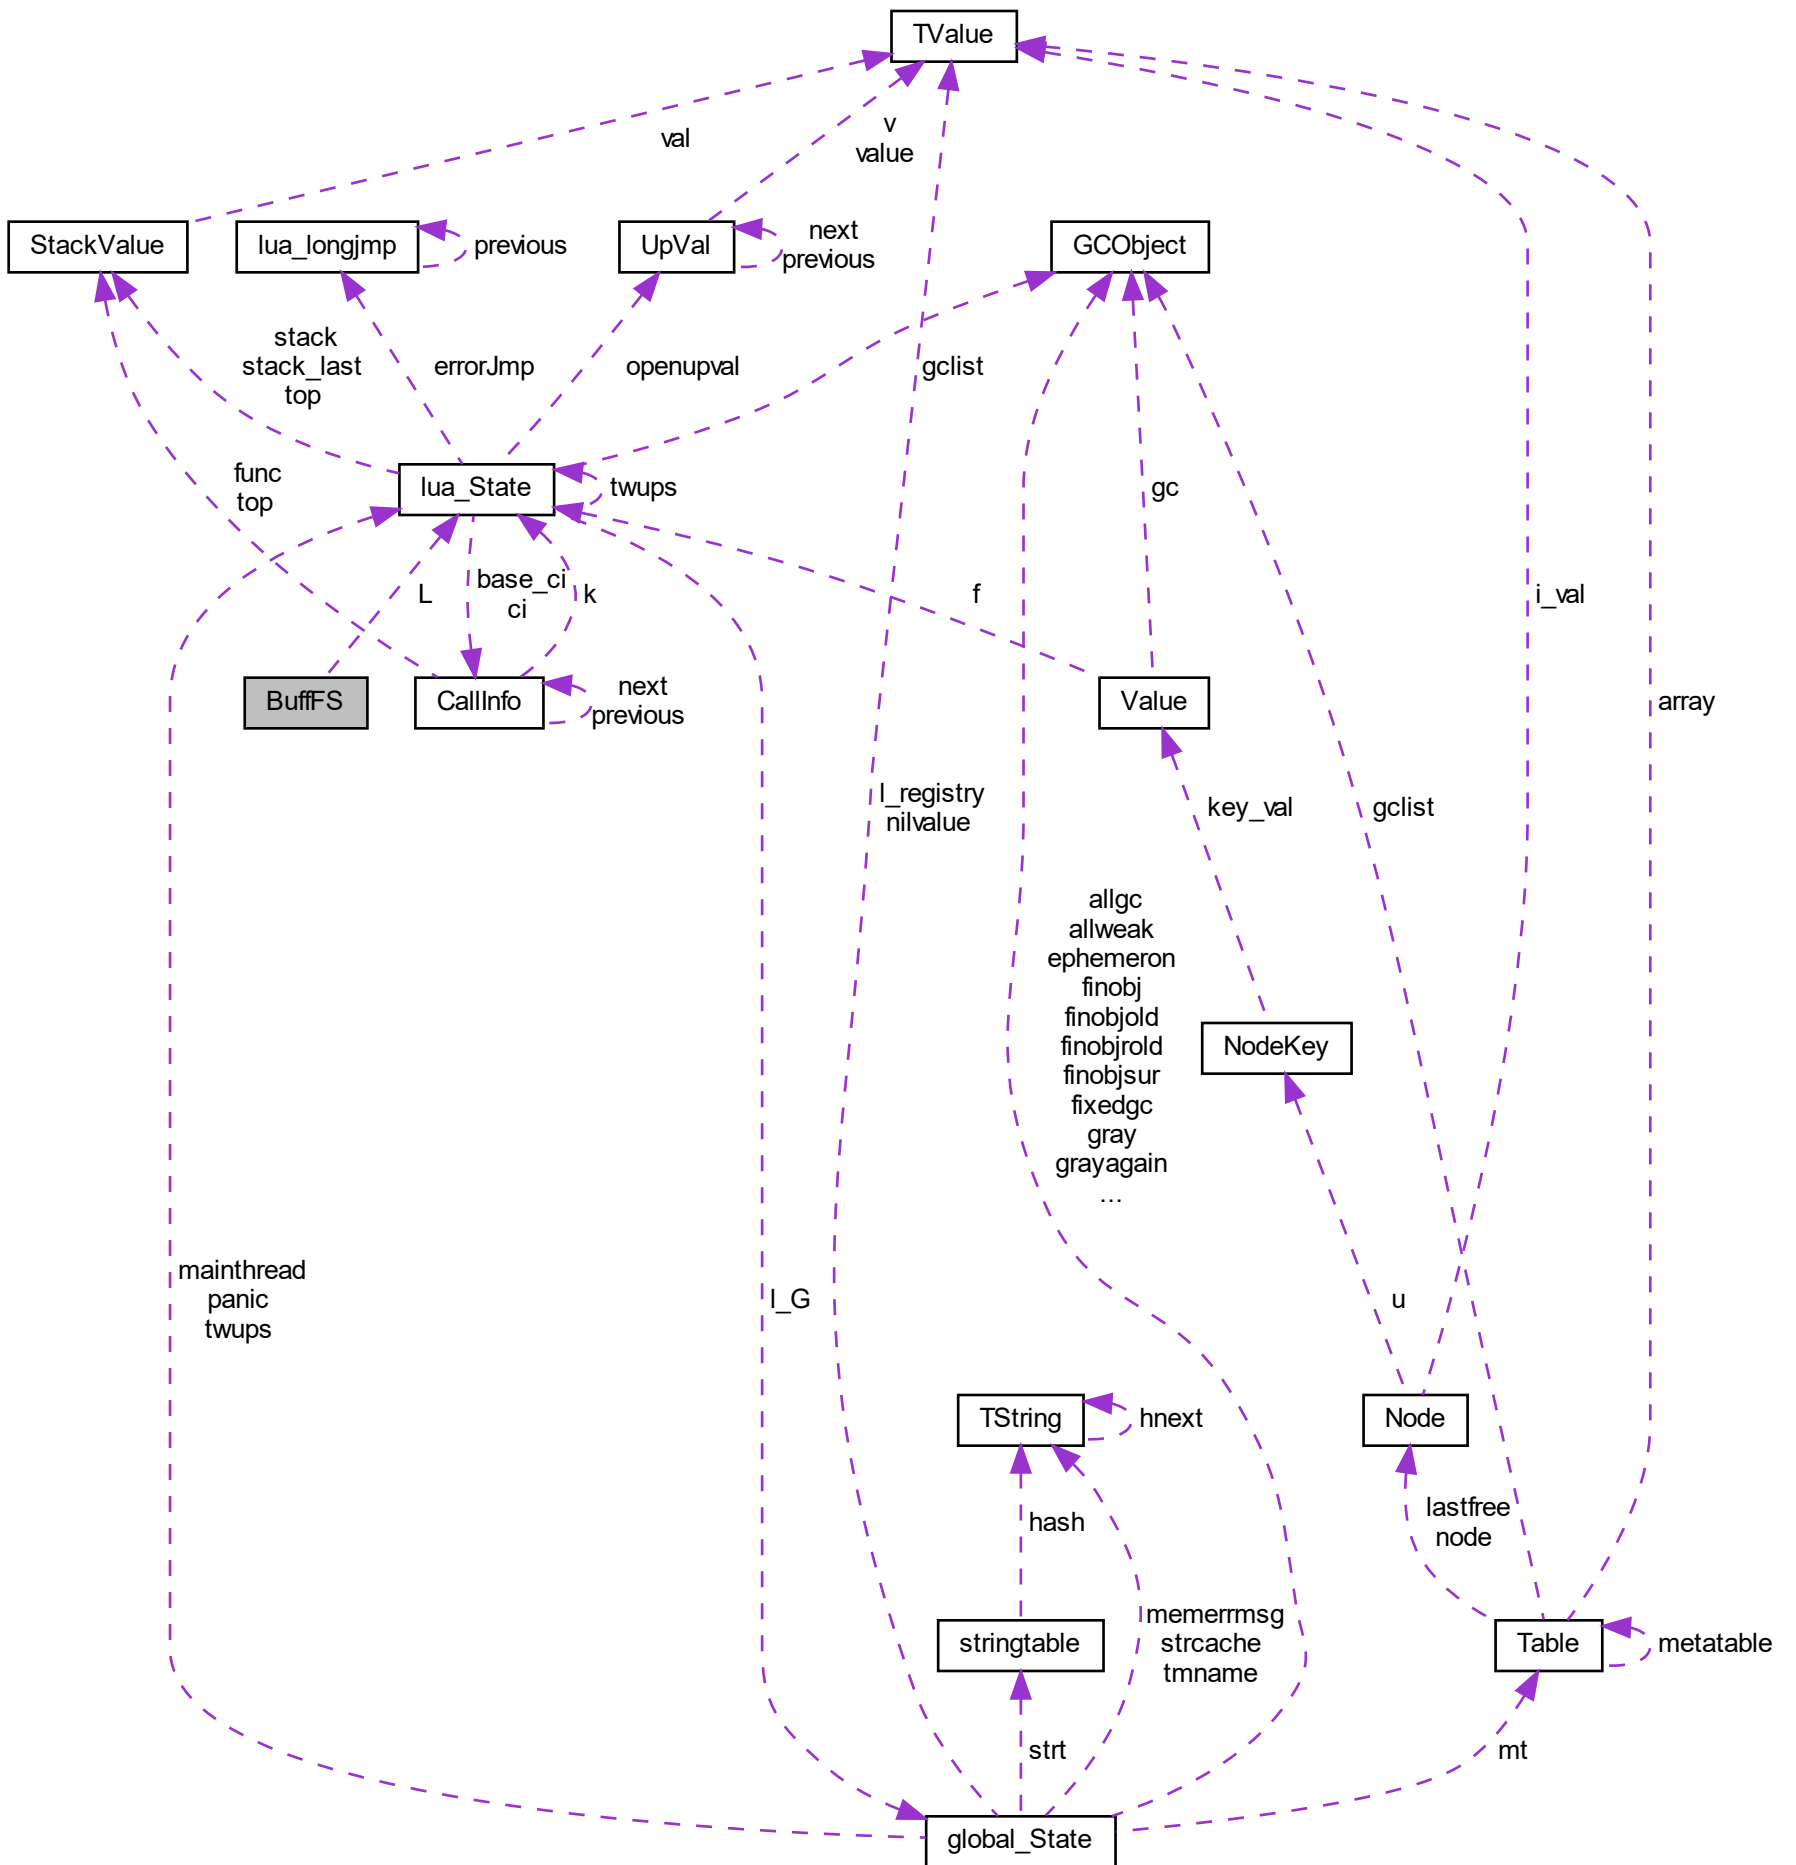 TValue
val
v
value
StackValue
lua_longjmp
previous
UpVal
next
previous
GCObject
stack
stack_last
top
errorJmp
openupval
gclist
func
top
lua_State
twups
gc
L
base_ci
ci
k
f
i_val
BuffFS
CallInfo
next
previous
Value
array
l_registry
nilvalue
key_val
gclist
allgc
allweak
ephemeron
finobj
finobjold
finobjrold
finobjsur
fixedgc
gray
grayagain
...
NodeKey
mainthread
panic
twups
l_G
u
TString
hnext
Node
hash
lastfree
node
memerrmsg
strcache
tmname
stringtable
Table
metatable
strt
mt
global_State